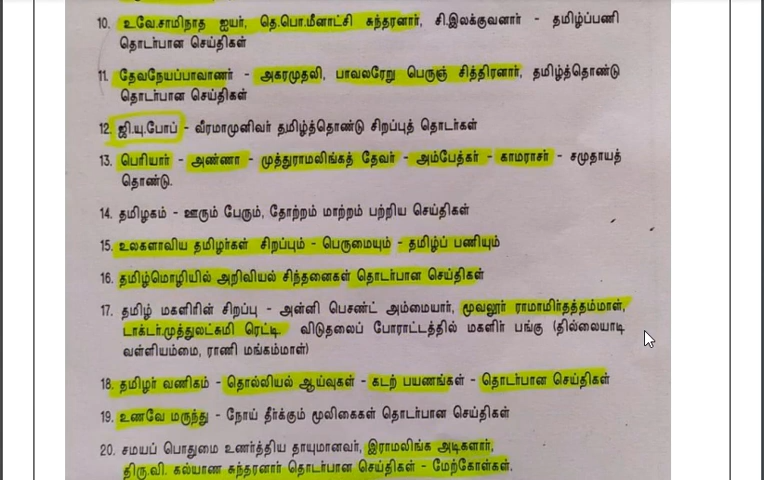 10. உ.வே.சாமிநாத ஐயர், தெ.பொ.மீனாட்சி சுந்தரனார், சி.இலக்குவனார் - தமிழ்ப்பணி
தொடர்பான செய்திகள்
11. தேவநேயப்பாவாணர் - அகரமுதலி, பாவலரேறு பெருஞ் சித்திரனார், தமிழ்த்தொண்டு
தொடர்பான செய்திகள்
12. ஜி.யு.போப் - வீரமாமுனிவர் தமிழ்த்தொண்டு சிறப்புத் தொடர்கள்
13. பெரியார் - அண்ணா - முத்துராமலிங்கத் தேவர் - அம்பேத்கர் - காமராசர் - சமுதாயத்
தொண்டு.
14. தமிழகம் - ஊரும் பேரும், தோற்றம் மாற்றம் பற்றிய செய்திகள்
15. உலகளாவிய தமிழர்கள் சிறப்பும் - பெருமையும் - தமிழ்ப் பணியும்
16. தமிழ்மொழியில் அறிவியல் சிந்தனைகள் தொடர்பான செய்திகள்
17. தமிழ் மகளிரின் சிறப்பு - அன்னி பெசண்ட் அம்மையார், மூவலூர் ராமாமிர்தத்தம்மாள்,
டாக்டர்.முத்துலட்சுமி ரெட்டி. விடுதலைப் போராட்டத்தில் மகளிர் பங்கு (தில்லையாடி
வள்ளியம்மை, ராணி மங்கம்மாள்)
18. தமிழர் வணிகம் - தொல்லியல் ஆய்வுகள் - கடற் பயணங்கள் - தொடர்பான செய்திகள்
19. உணவே மருந்து - நோய் தீர்க்கும் மூலிகைகள் தொடர்பான செய்திகள்
20. சமயப் பொதுமை உணர்த்திய தாயுமானவர், இராமலிங்க அடிகளார்,
திரு.வி. கல்யாண சுந்தரனார் தொடர்பான செய்திகள் - மேற்கோள்கள்.